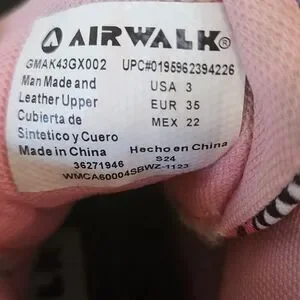 AIRWALK®
GMAK43GX002 UPC#0195962394226
Man Made and USA 3
Leather Upper EUR 35
Cubierta de MEX 22
Sintetico y Cuero
Made in China Hecho en China
36271946 S24
WMCA60004SBWZ-1123